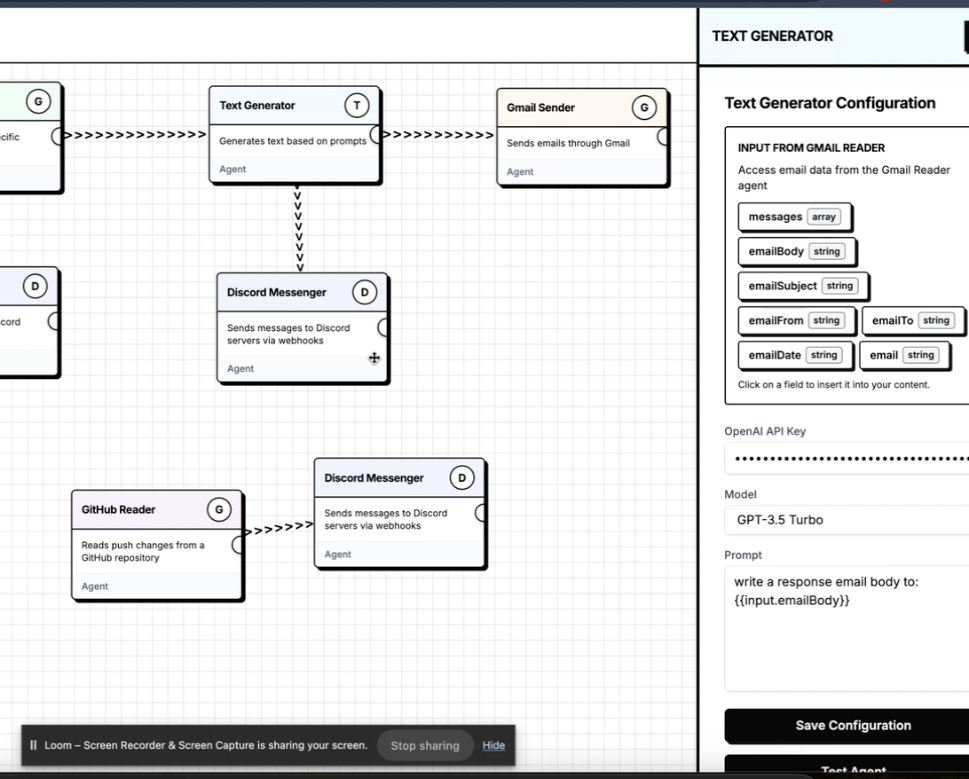 TEXT GENERATOR
G
ecific
Text Generator
T
Generates text based on prompts
Agent
Gmail Sender
G
Sends emails through Gmail
Agent
>>>>>>>>>>>>>>>>>
>>>>>>>>>>>>>
D
cord
Discord Messenger
D
Sends messages to Discord
servers via webhooks
Agent
GitHub Reader
G
Reads push changes from a
GitHub repository
Agent
Discord Messenger
D
Sends messages to Discord
servers via webhooks
Agent
Text Generator Configuration
INPUT FROM GMAIL READER
Access email data from the Gmail Reader
agent
messages array
emailBody string
emailSubject string
emailFrom string emailTo string
emailDate string email string
Click on a field to insert it into your content.
OpenAI API Key
Model
GPT-3.5 Turbo
Prompt
write a response email body to:
{{input.emailBody}}
Save Configuration
Test Agent
Loom – Screen Recorder & Screen Capture is sharing your screen. Stop sharing Hide